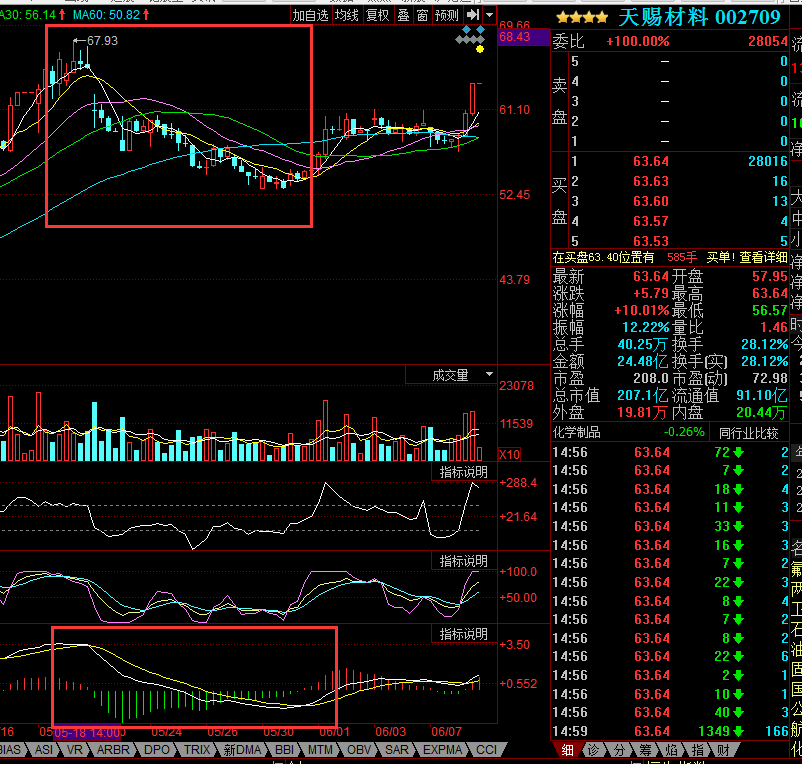 A30: 56.14↑ MA60: 50.82↑
加自选 均线 复权 叠 窗 预测
69.66
68.43
67.93
61.10
52.45
43.79
成交量
23078
11539
X10
指标说明
+288.4
+21.64
指标说明
+100.0
+50.00
指标说明
+3.50
+0.552
/16 05-18 14:00 05/24 05/26 05/30 06/01 06/03 06/07
BIAS ASI VR ARBR DPO TRIX 新DMA BBI MTM OBV SAR EXPMA CCI
天赐材料 002709
委比 +100.00% 28054
卖盘
5 — 0
4 — 0
3 — 0
2 — 0
1 — 0
买盘
1 63.64 28016
2 63.63 16
3 63.60 13
4 63.57 4
5 63.53 5
在买盘63.40位置有 585手 买单! 查看详细
最新 63.64 开盘 57.95
涨跌 +5.79 最高 63.64
涨幅 +10.01% 最低 56.57
振幅 12.22% 量比 1.46
总手 40.25万 换手 28.12%
金额 24.48亿 换手(实) 28.12%
市盈 208.0 市盈(动) 72.98
总市值 207.1亿 流通值 91.10亿
外盘 19.81万 内盘 20.44万
化学制品 -0.26% 同行业比较
14:56 63.64 72 2
14:56 63.64 7 2
14:56 63.64 18 4
14:56 63.64 11 3
14:56 63.64 33 3
14:56 63.64 16 3
14:56 63.64 7 2
14:56 63.64 22 3
14:56 63.64 8 4
14:56 63.64 7 2
14:56 63.64 8 2
14:56 63.64 22 6
14:56 63.64 2 1
14:56 63.64 10 1
14:56 63.64 40 3
14:59 63.64 1349 166
细 诊 分 筹 焰 指 财